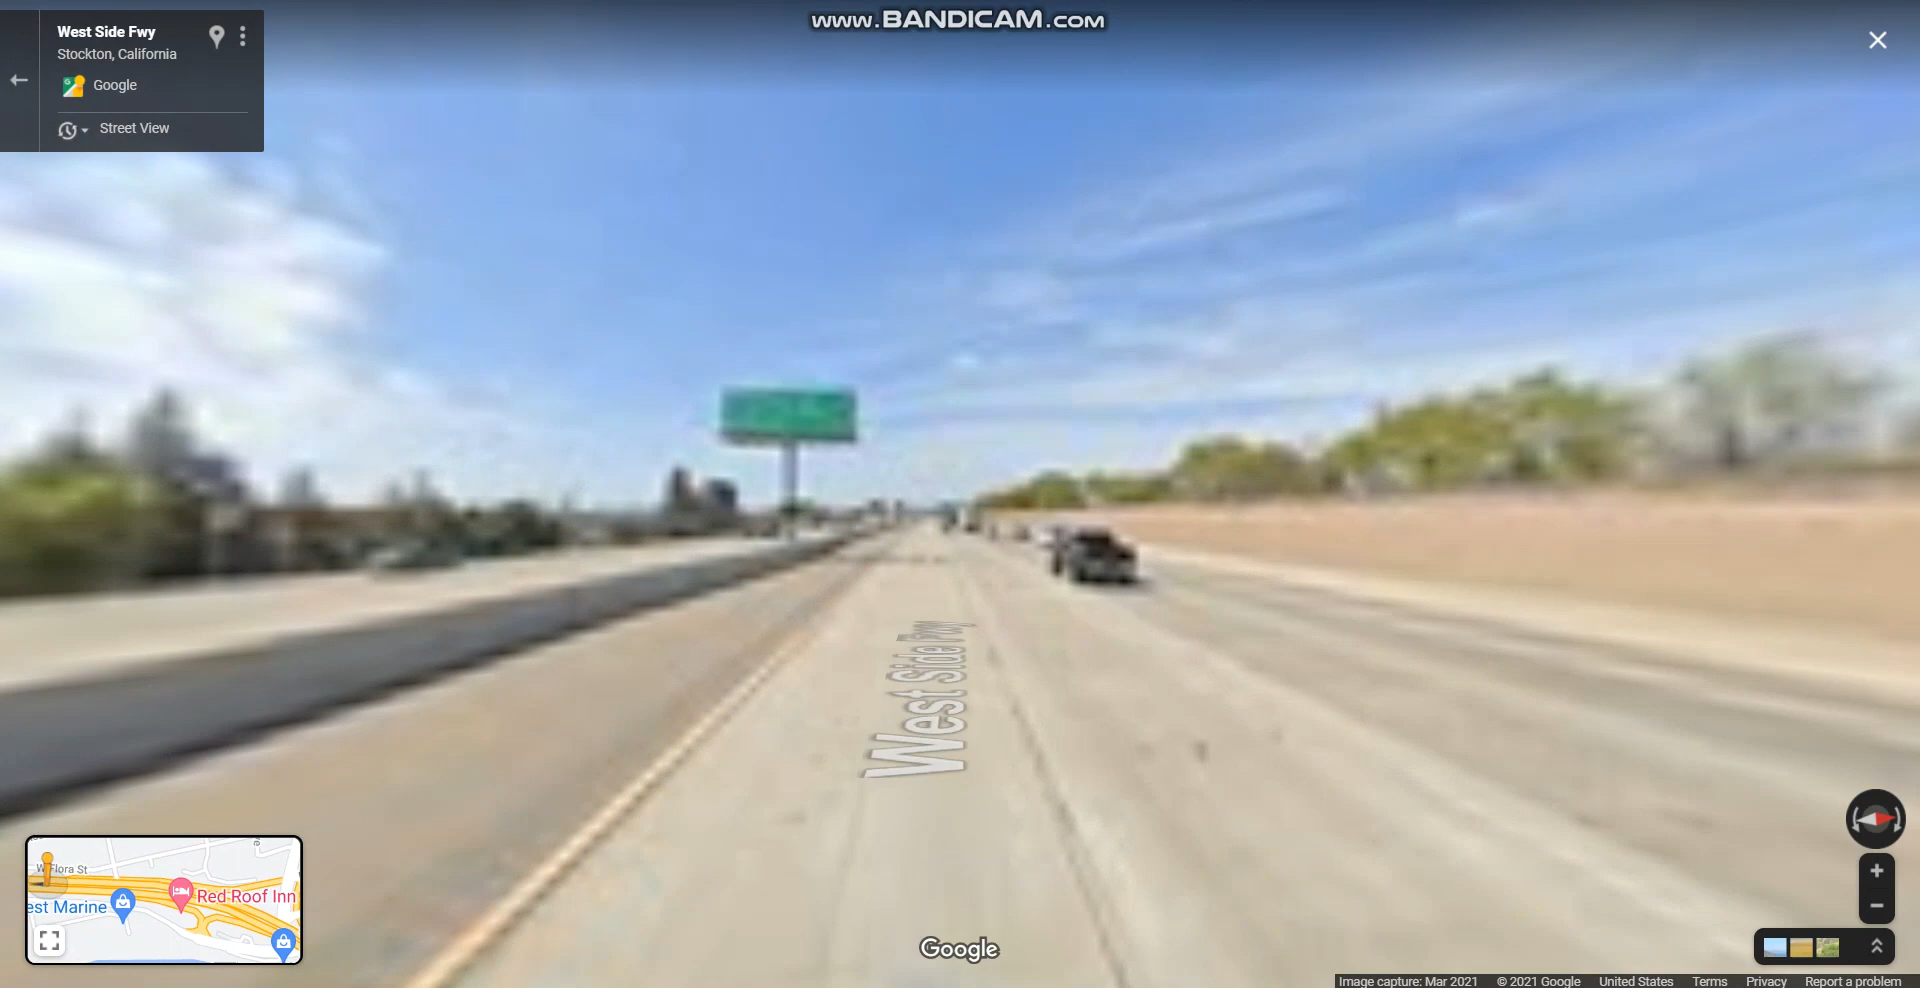 www.BANDICAM.com
West Side Fwy
Stockton, California
Google
Street View
West Side Fwy
W Flora St
est Marine
Red Roof Inn
Google
Image capture: Mar 2021 © 2021 Google United States Terms Privacy Report a problem